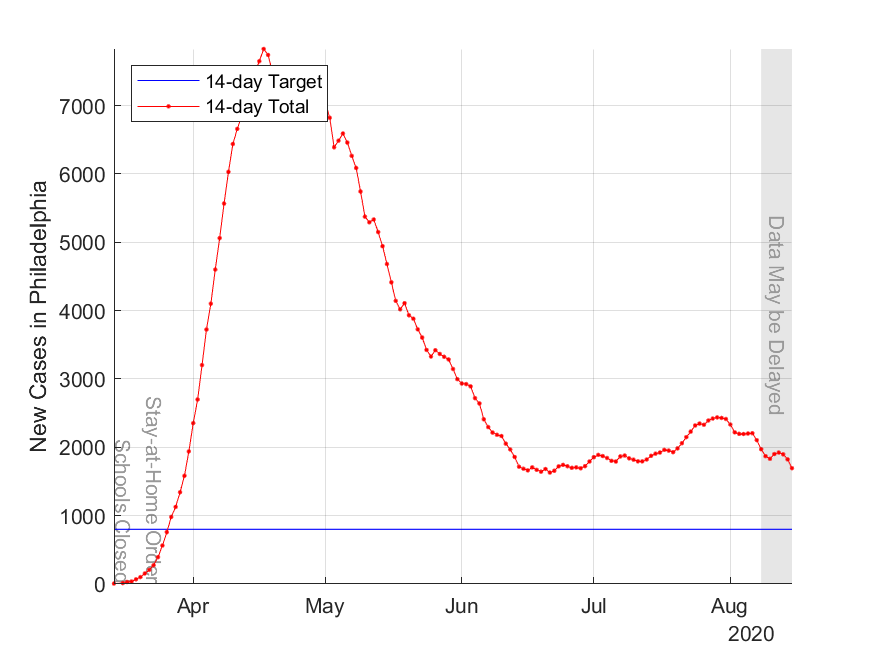 14-day Target
14-day Total
New Cases in Philadelphia
7000
6000
5000
4000
3000
2000
1000
0
Schools Closed
Stay-at-Home Order
Data May be Delayed
Apr
May
Jun
Jul
Aug
2020